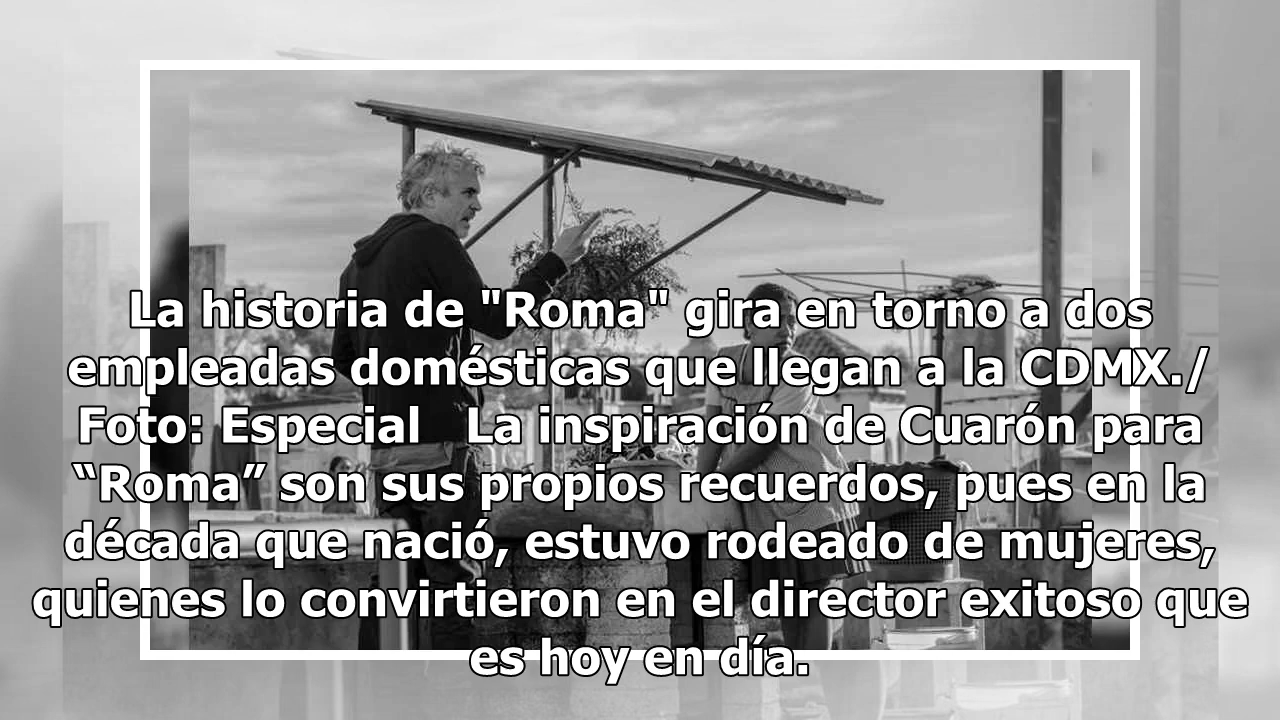 La historia de "Roma" gira en torno a dos
empleadas domésticas que llegan a la CDMX./
Foto: Especial   La inspiración de Cuarón para
“Roma” son sus propios recuerdos, pues en la
década que nació, estuvo rodeado de mujeres,
quienes lo convirtieron en el director exitoso que
es hoy en día.